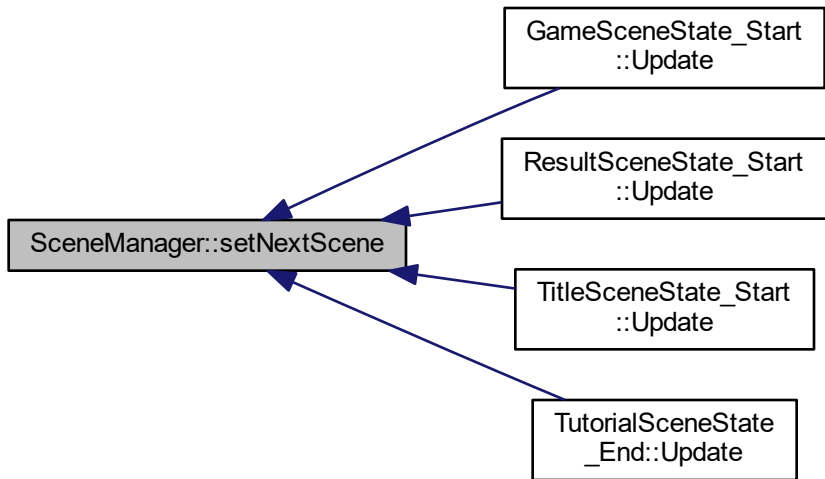 GameSceneState_Start
::Update
ResultSceneState_Start
::Update
SceneManager::setNextScene
TitleSceneState_Start
::Update
TutorialSceneState
_End::Update